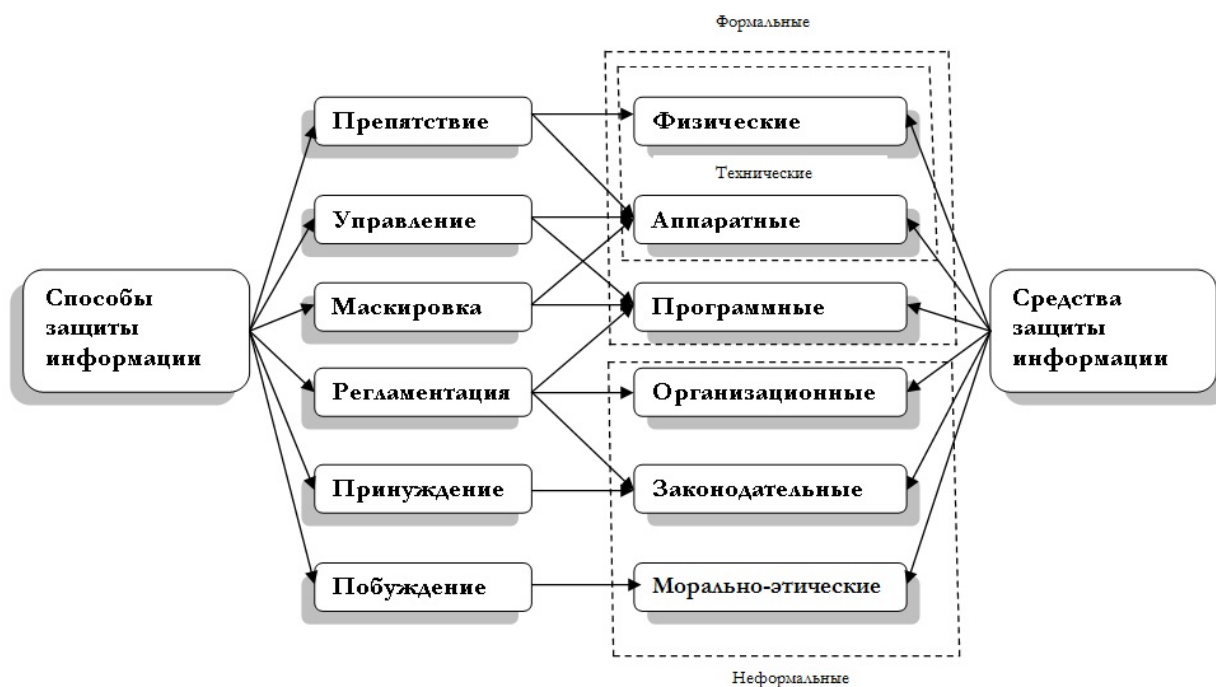 Формальные
Препятствие
Физические
Технические
Управление
Аппаратные
Способы
защиты
информации
Маскировка
Программные
Средства
защиты
информации
Регламентация
Организационные
Принуждение
Законодательные
Побуждение
Морально-этические
Неформальные